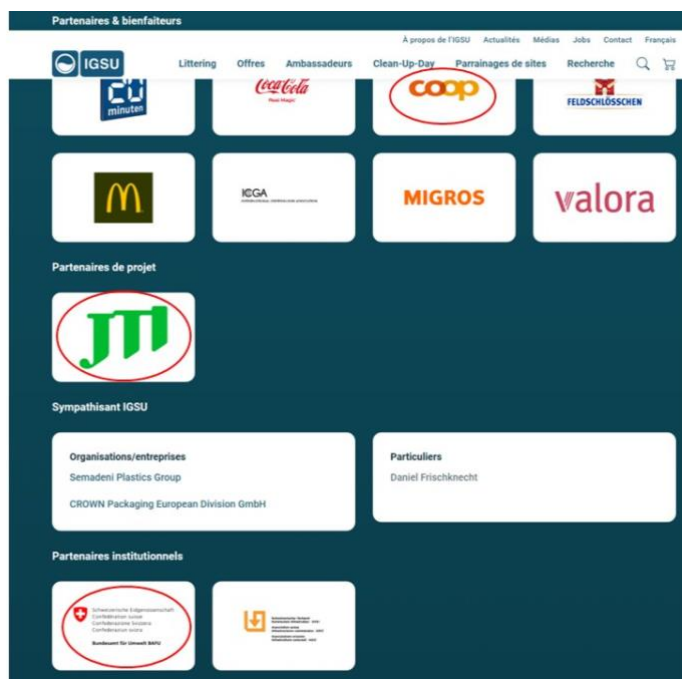 Partenaires & bienfaiteurs
À propos de l'IGSU Actualités Médias Jobs Contact Français
IGSU Littering Offres Ambassadeurs Clean-Up-Day Parrainages de sites Recherche
minuten
Coca-Cola
Real Magic
coop
FELDSCHLÖSSCHEN
M
ICGA
MIGROS
valora
Partenaires de projet
JTI
Sympathisant IGSU
Organisations/entreprises
Semadeni Plastics Group
CROWN Packaging European Division GmbH
Particuliers
Daniel Frischknecht
Partenaires institutionnels
Schweizerische Eidgenossenschaft
Confédération suisse
Confederazione Svizzera
Confederaziun svizra
Bundesamt für Umwelt BAFU